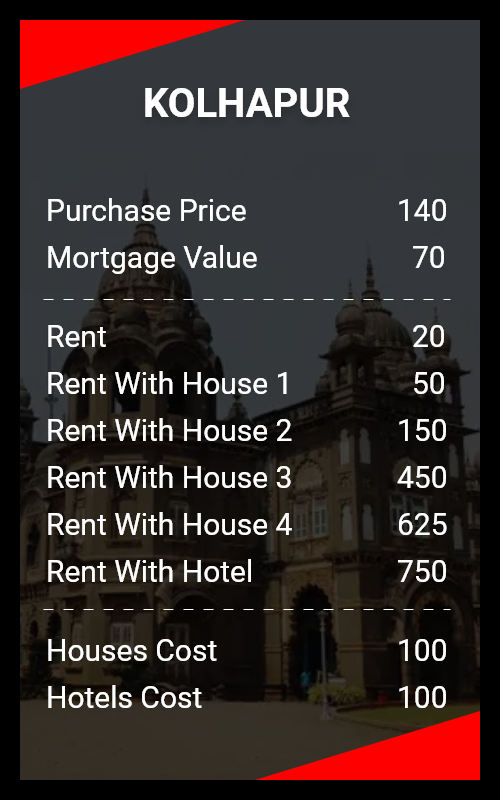 KOLHAPUR
Purchase Price 140
Mortgage Value 70
Rent 20
Rent With House 1 50
Rent With House 2 150
Rent With House 3 450
Rent With House 4 625
Rent With Hotel 750
Houses Cost 100
Hotels Cost 100